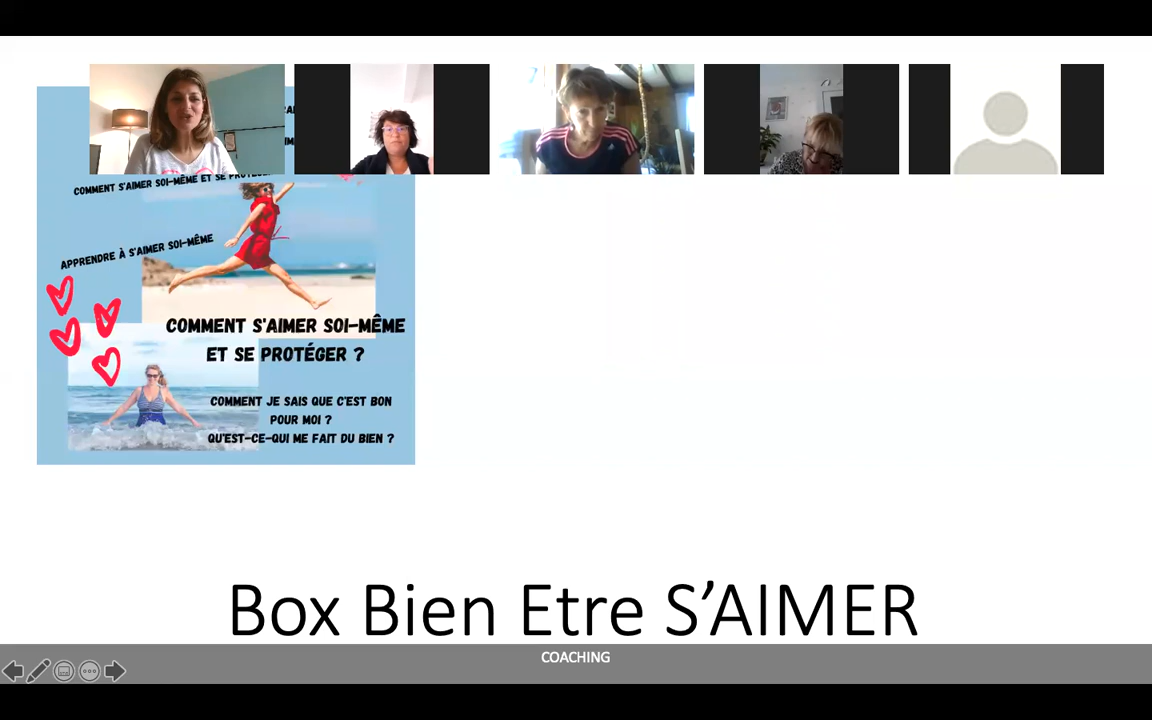 COMMENT S'AIMER SOI-MÊME ET SE
APPRENDRE À S'AIMER SOI-MÊME
COMMENT S'AIMER SOI-MÊME
ET SE PROTÉGER ?
COMMENT JE SAIS QUE C'EST BON
POUR MOI ?
QU'EST-CE-QUI ME FAIT DU BIEN ?
Box Bien Etre S’AIMER
COACHING